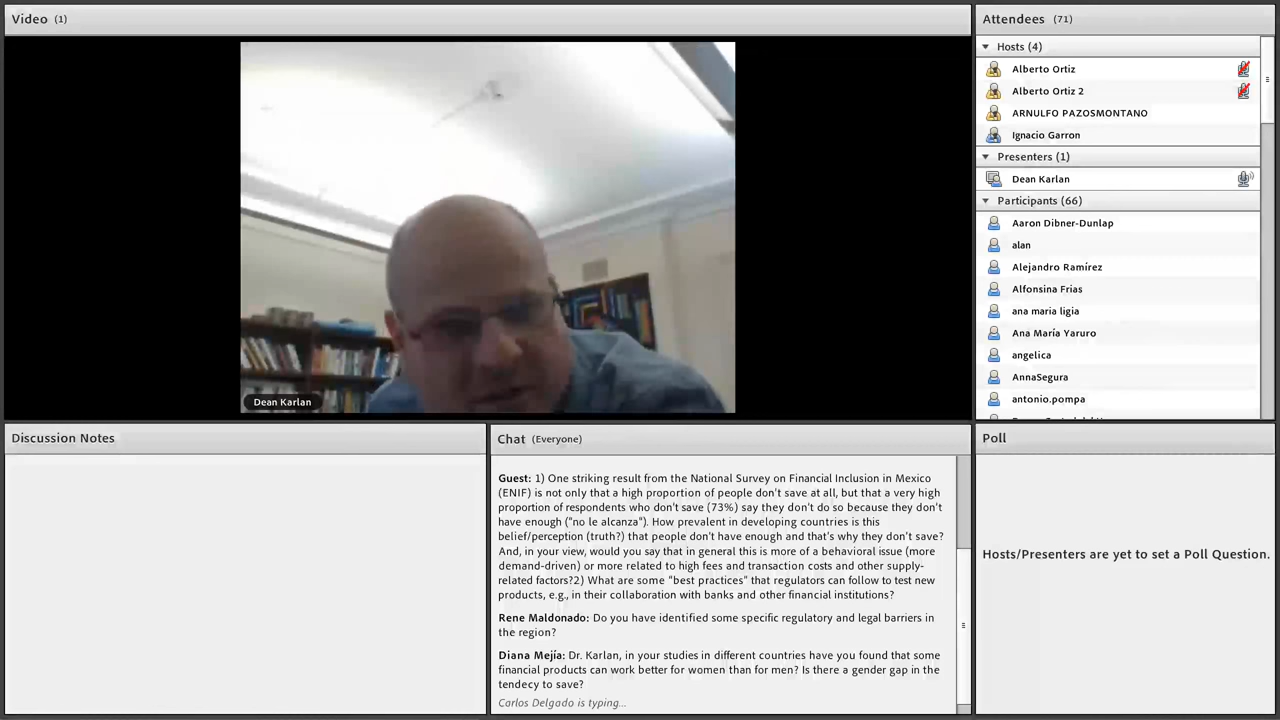 Video (1)
Dean Karlan
Attendees (71)
Hosts (4)
Alberto Ortiz
Alberto Ortiz 2
ARNULFO PAZOSMONTANO
Ignacio Garron
Presenters (1)
Dean Karlan
Participants (66)
Aaron Dibner-Dunlap
alan
Alejandro Ramírez
Alfonsina Frias
ana maria ligia
Ana María Yaruro
angelica
AnnaSegura
antonio.pompa
Discussion Notes
Chat (Everyone)
Guest: 1) One striking result from the National Survey on Financial Inclusion in Mexico
(ENIF) is not only that a high proportion of people don't save at all, but that a very high
proportion of respondents who don't save (73%) say they don't do so because they don't
have enough ("no le alcanza"). How prevalent in developing countries is this
belief/perception (truth?) that people don't have enough and that's why they don't save?
And, in your view, would you say that in general this is more of a behavioral issue (more
demand-driven) or more related to high fees and transaction costs and other supply-
related factors?2) What are some "best practices" that regulators can follow to test new
products, e.g., in their collaboration with banks and other financial institutions?
Rene Maldonado: Do you have identified some specific regulatory and legal barriers in
the region?
Diana Mejía: Dr. Karlan, in your studies in different countries have you found that some
financial products can work better for women than for men? Is there a gender gap in the
tendecy to save?
Carlos Delgado is typing...
Poll
Hosts/Presenters are yet to set a Poll Question.